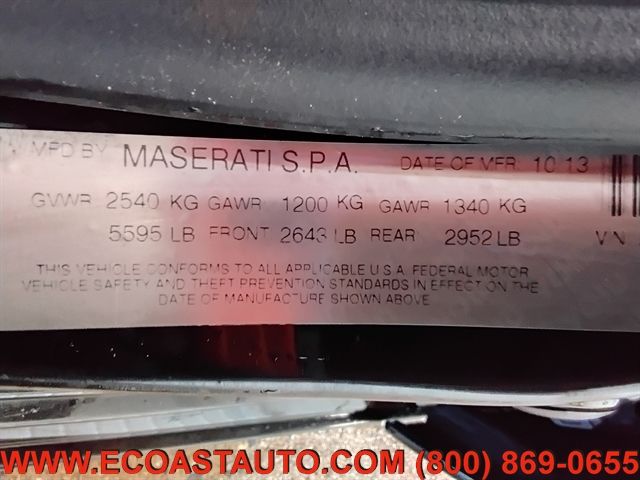 MFD BY MASERATI S.P.A. DATE OF MFR. 10 13
GVWR 2540 KG GAWR 1200 KG GAWR 1340 KG
5595 LB FRONT 2643 LB REAR 2952 LB VIN
THIS VEHICLE CONFORMS TO ALL APPLICABLE U.S.A. FEDERAL MOTOR
VEHICLE SAFETY AND THEFT PREVENTION STANDARDS IN EFFECT ON THE
DATE OF MANUFACTURE SHOWN ABOVE
WWW.ECOASTAUTO.COM (800) 869-0655